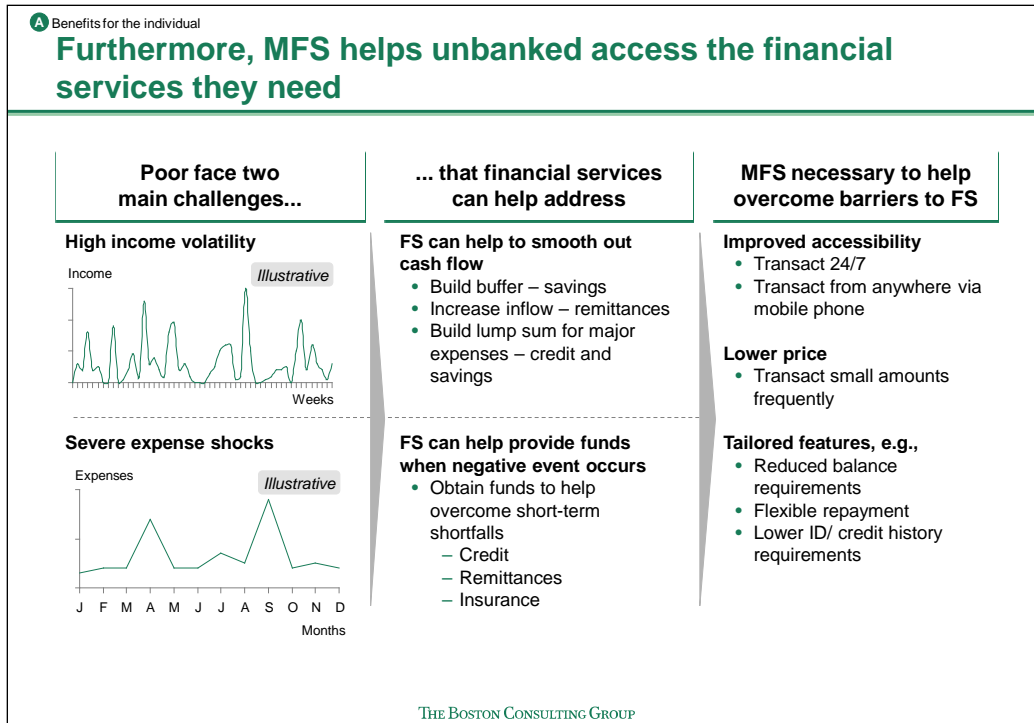 A Benefits for the individual
Furthermore, MFS helps unbanked access the financial
services they need
Poor face two
main challenges...
High income volatility
Income
Illustrative
Weeks
Severe expense shocks
Expenses
Illustrative
J F M A M J J A S O N D
Months
... that financial services
can help address
FS can help to smooth out
cash flow
• Build buffer – savings
• Increase inflow – remittances
• Build lump sum for major
expenses – credit and
savings
FS can help provide funds
when negative event occurs
• Obtain funds to help
overcome short-term
shortfalls
– Credit
– Remittances
– Insurance
MFS necessary to help
overcome barriers to FS
Improved accessibility
• Transact 24/7
• Transact from anywhere via
mobile phone
Lower price
• Transact small amounts
frequently
Tailored features, e.g.,
• Reduced balance
requirements
• Flexible repayment
• Lower ID/ credit history
requirements
THE BOSTON CONSULTING GROUP